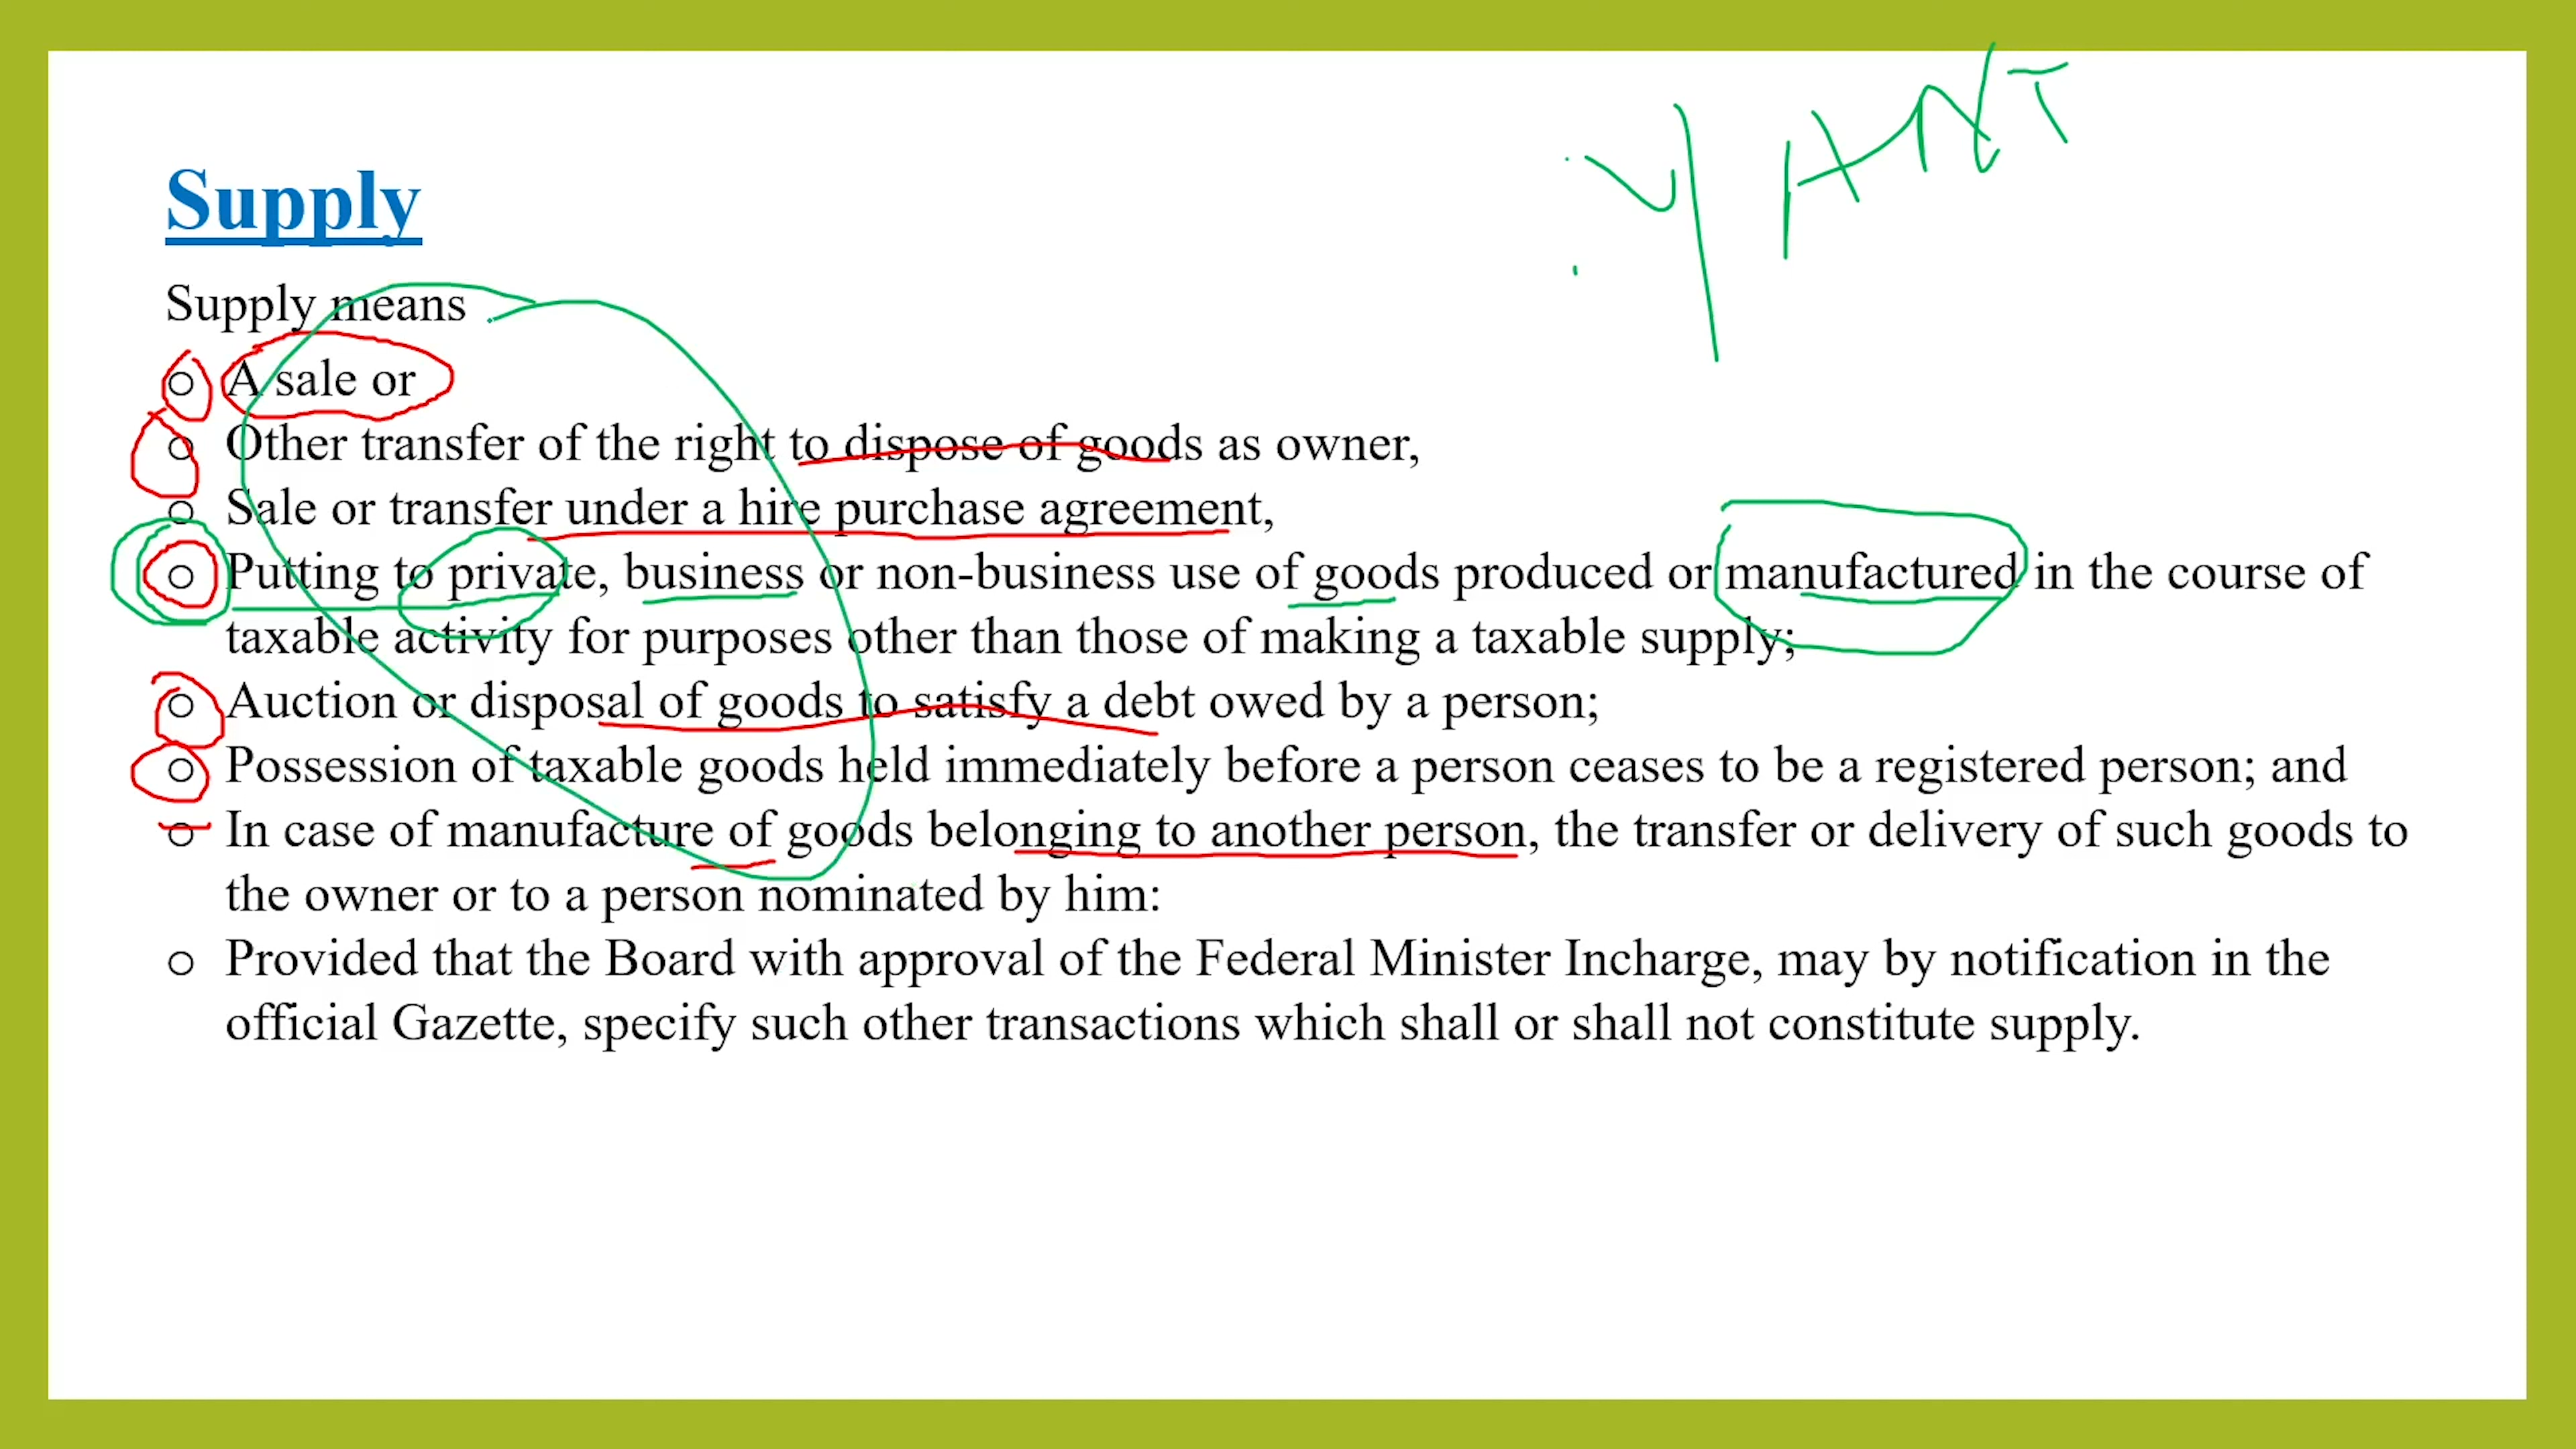 Supply
Supply means
○ A sale or
○ Other transfer of the right to dispose of goods as owner,
○ Sale or transfer under a hire purchase agreement,
○ Putting to private, business or non-business use of goods produced or manufactured in the course of
taxable activity for purposes other than those of making a taxable supply;
○ Auction or disposal of goods to satisfy a debt owed by a person;
○ Possession of taxable goods held immediately before a person ceases to be a registered person; and
○ In case of manufacture of goods belonging to another person, the transfer or delivery of such goods to
the owner or to a person nominated by him:
○ Provided that the Board with approval of the Federal Minister Incharge, may by notification in the
official Gazette, specify such other transactions which shall or shall not constitute supply.